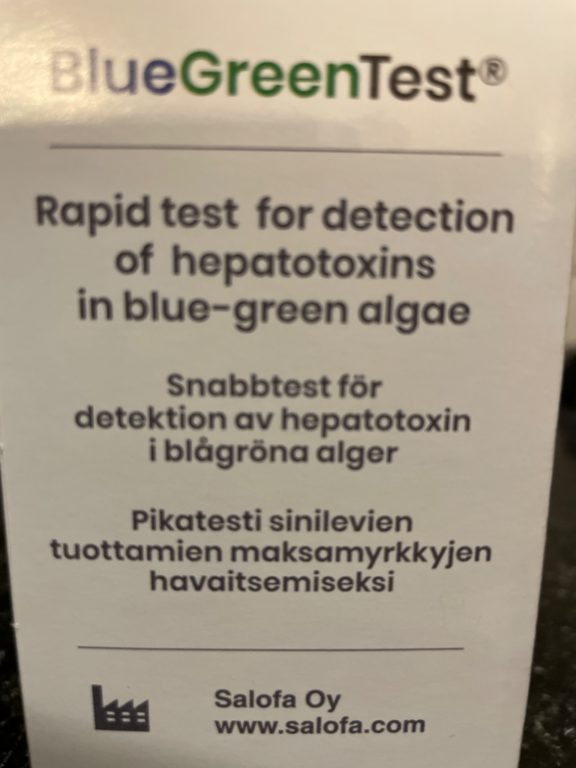 BlueGreenTest®
Rapid test for detection
of hepatotoxins
in blue-green algae
Snabbtest för
detektion av hepatotoxin
i blågröna alger
Pikatesti sinilevien
tuottamien maksamyrkkyjen
havaitsemiseksi
Salofa Oy
www.salofa.com